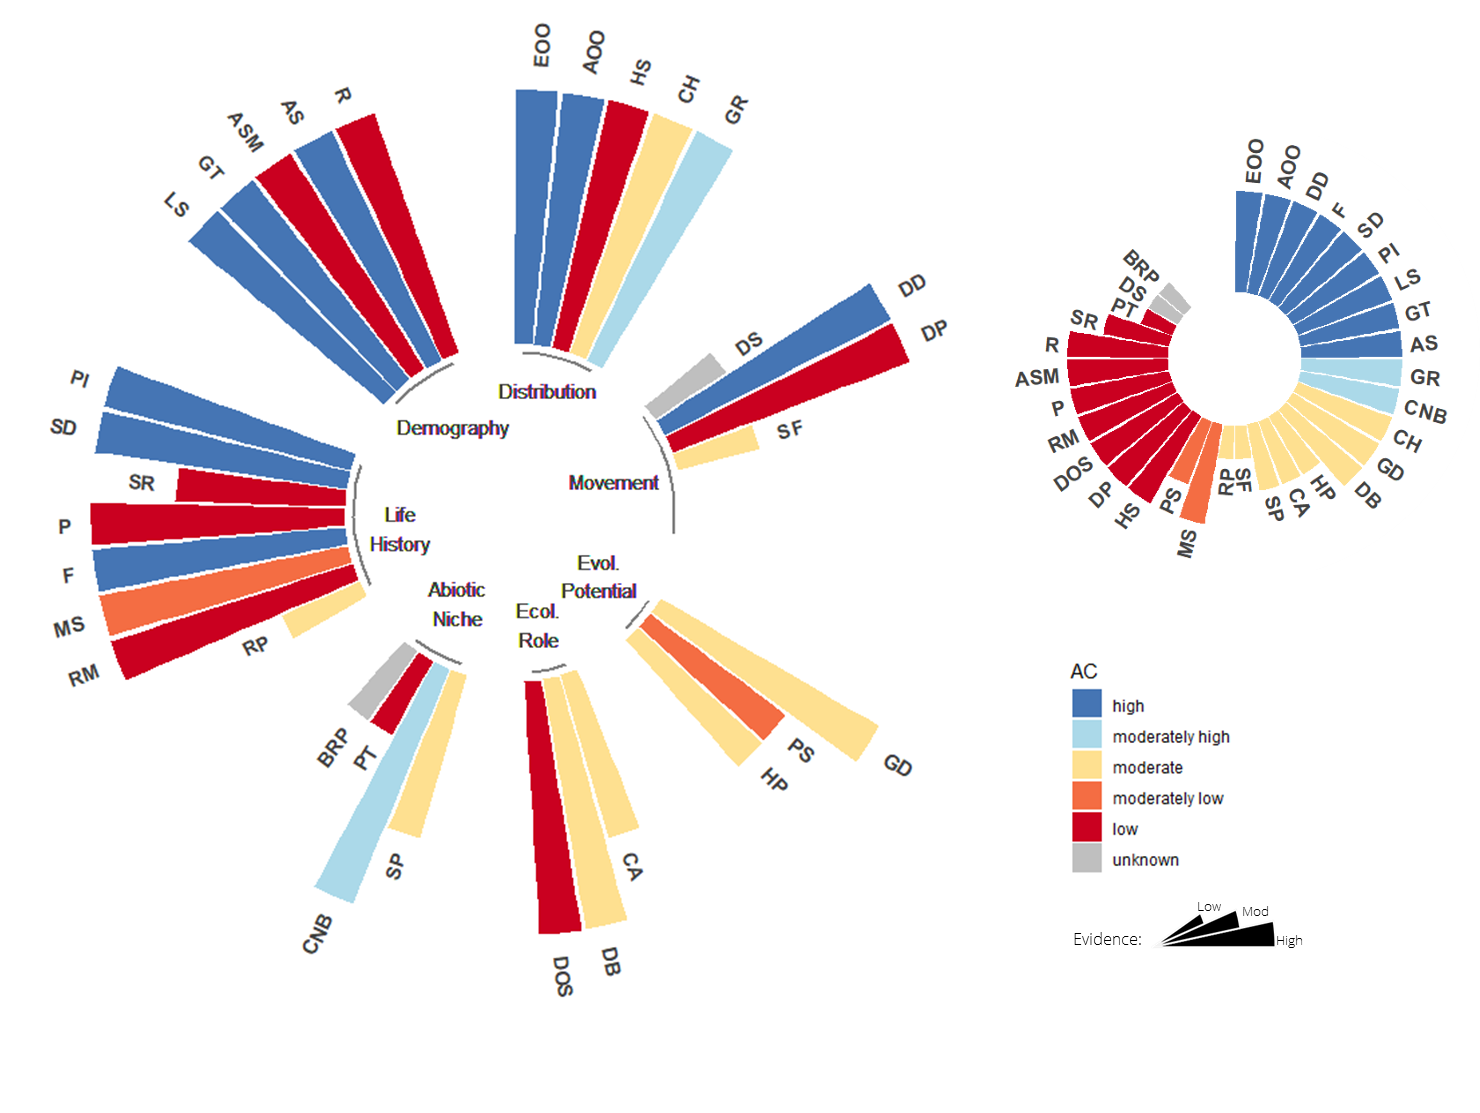 EOO
AOO
HS
CH
GR
DS
DD
DP
SF
GD
PS
HP
CA
DB
DOS
SP
CNB
PT
BRP
RP
RM
MS
F
P
SR
SD
PI
LS
GT
ASM
AS
R
Distribution
Demography
Movement
Life
History
Evol.
Potential
Abiotic
Niche
Ecol.
Role
EOO
AOO
DD
F
SD
PI
LS
GT
AS
GR
CNB
CH
GD
DB
HP
CA
SP
SF
RP
MS
PS
HS
DP
DOS
RM
P
ASM
R
SR
PT
DS
BRP
AC
high
moderately high
moderate
moderately low
low
unknown
Evidence:
Low
Mod
High